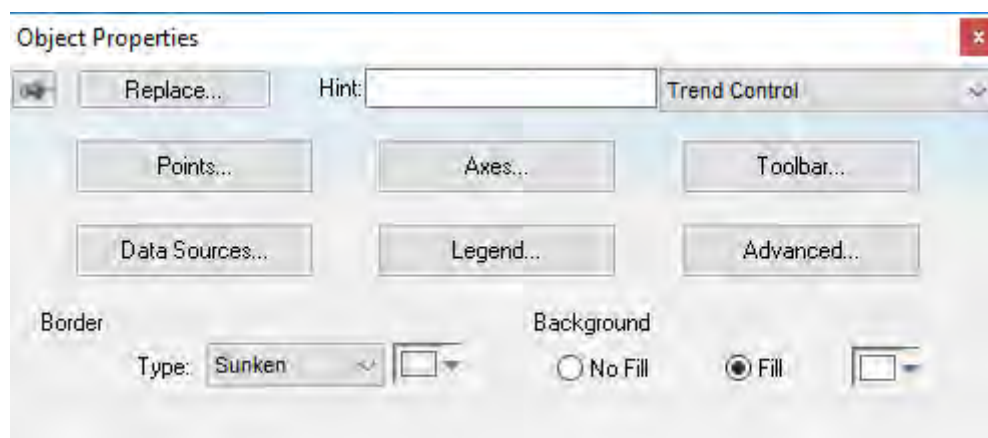 Object Properties
Replace... Hint: Trend Control
Points... Axes... Toolbar...
Data Sources... Legend... Advanced...
Border Background
Type: Sunken No Fill Fill